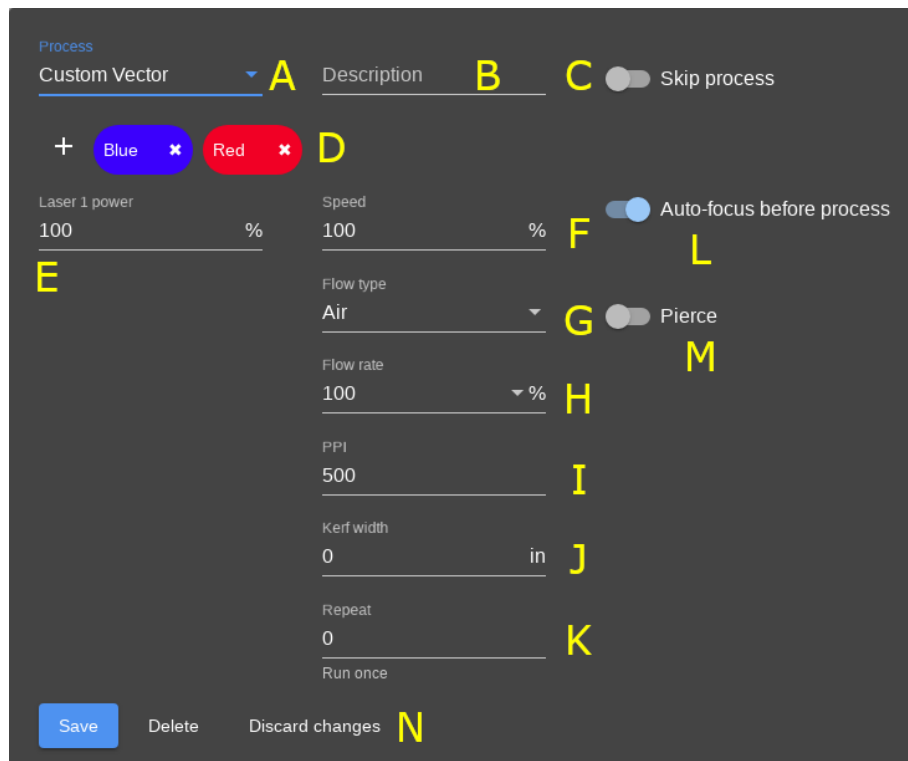 Process
Custom Vector A Description B C Skip process
+ Blue ✖ Red ✖ D
Laser 1 power Speed Auto-focus before process
100 % 100 % F L
E
Flow type
Air G Pierce
M
Flow rate
100 % H
PPI
500 I
Kerf width
0 in J
Repeat
0 K
Run once
Save Delete Discard changes N